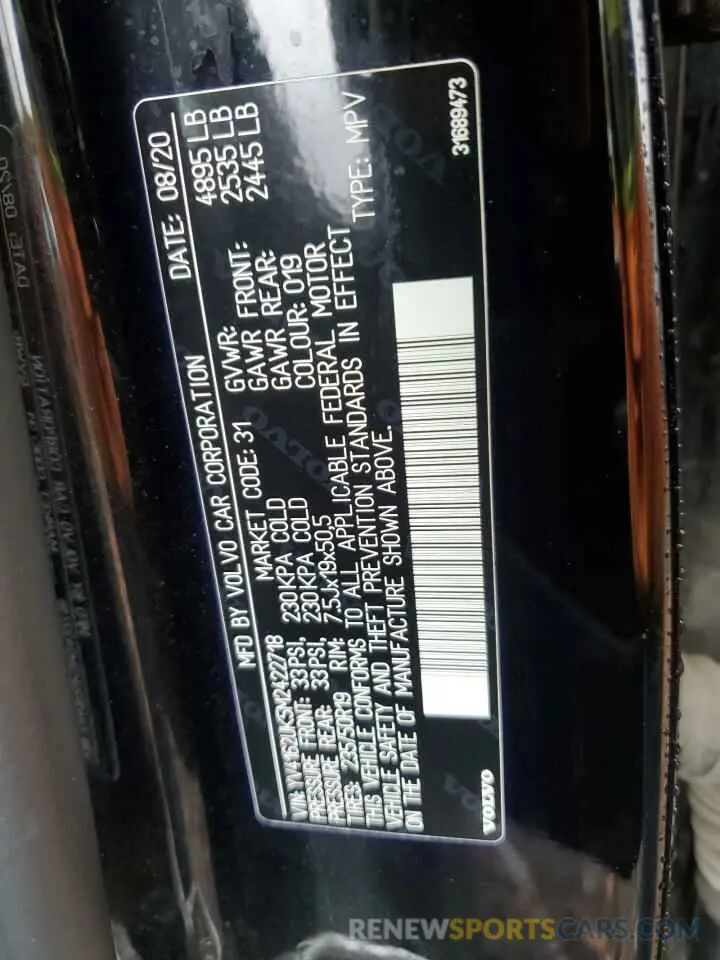 MFD BY VOLVO CAR CORPORATION DATE: 08/20
VIN: YV4162UK5M2422718 MARKET CODE: 31 GVWR: 4895 LB
PRESSURE FRONT: 33PSI, 230KPA COLD GAWR FRONT: 2535 LB
PRESSURE REAR: 33PSI, 230KPA COLD GAWR REAR: 2445 LB
TIRES: 235/50R19 RIM: 7.5Jx19x50,5 COLOUR: 019
THIS VEHICLE CONFORMS TO ALL APPLICABLE FEDERAL MOTOR
VEHICLE SAFETY AND THEFT PREVENTION STANDARDS IN EFFECT
ON THE DATE OF MANUFACTURE SHOWN ABOVE. TYPE: MPV
VOLVO 31689473
RENEWSPORTSCARS.COM